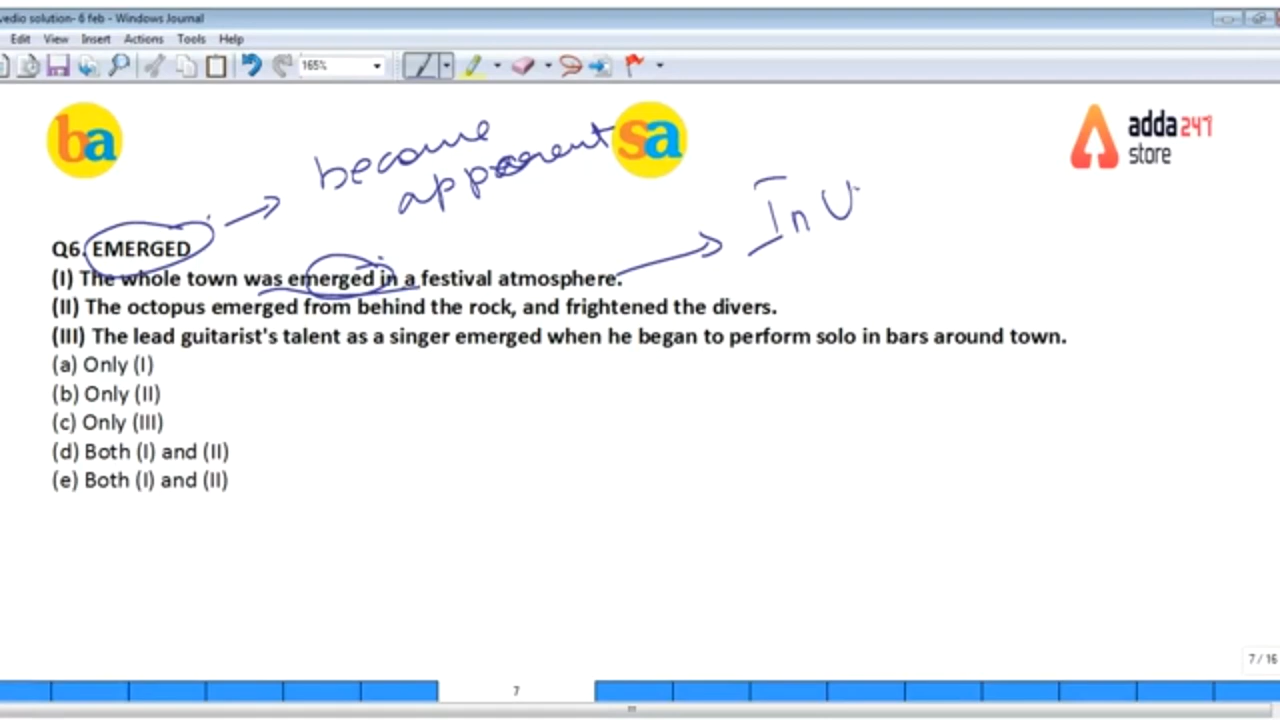 vedio solution- 6 feb - Windows Journal
Edit View Insert Actions Tools Help
165%
ba
sa
adda 247
store
become
apparent
In V
Q6. EMERGED
(I) The whole town was emerged in a festival atmosphere.
(II) The octopus emerged from behind the rock, and frightened the divers.
(III) The lead guitarist's talent as a singer emerged when he began to perform solo in bars around town.
(a) Only (I)
(b) Only (II)
(c) Only (III)
(d) Both (I) and (II)
(e) Both (I) and (II)
7 / 16
7